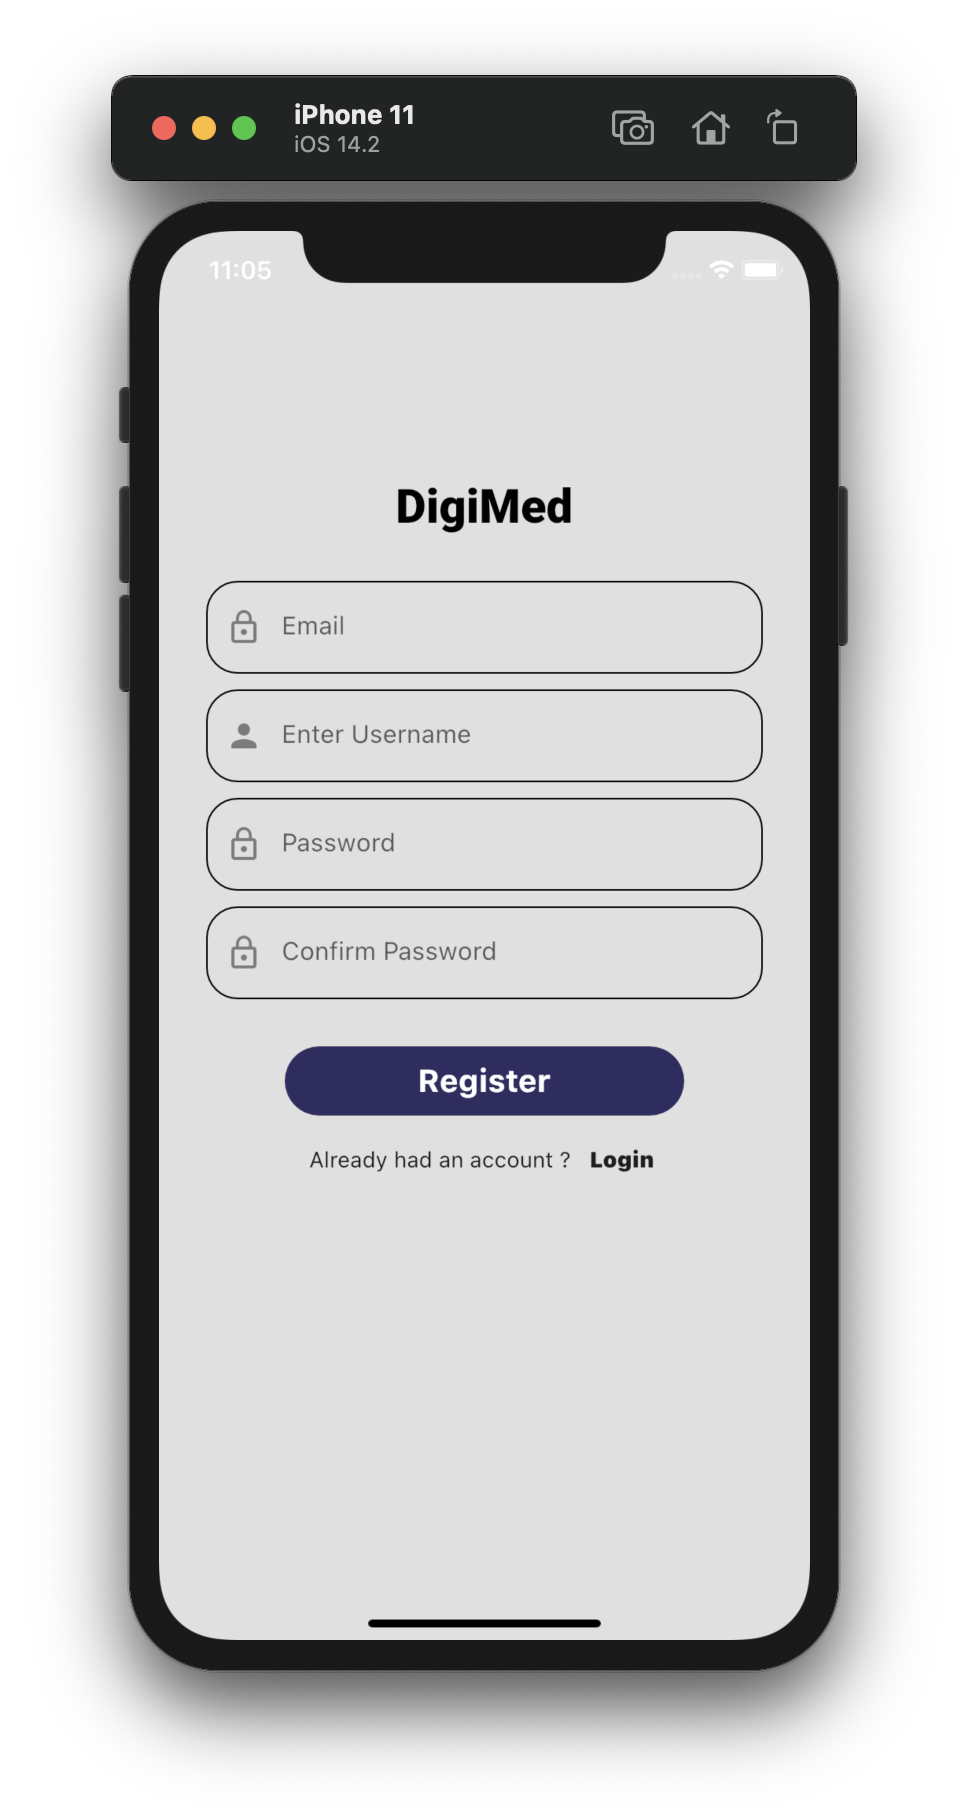 iPhone 11
iOS 14.2
11:05
DigiMed
Email
Enter Username
Password
Confirm Password
Register
Already had an account ? Login